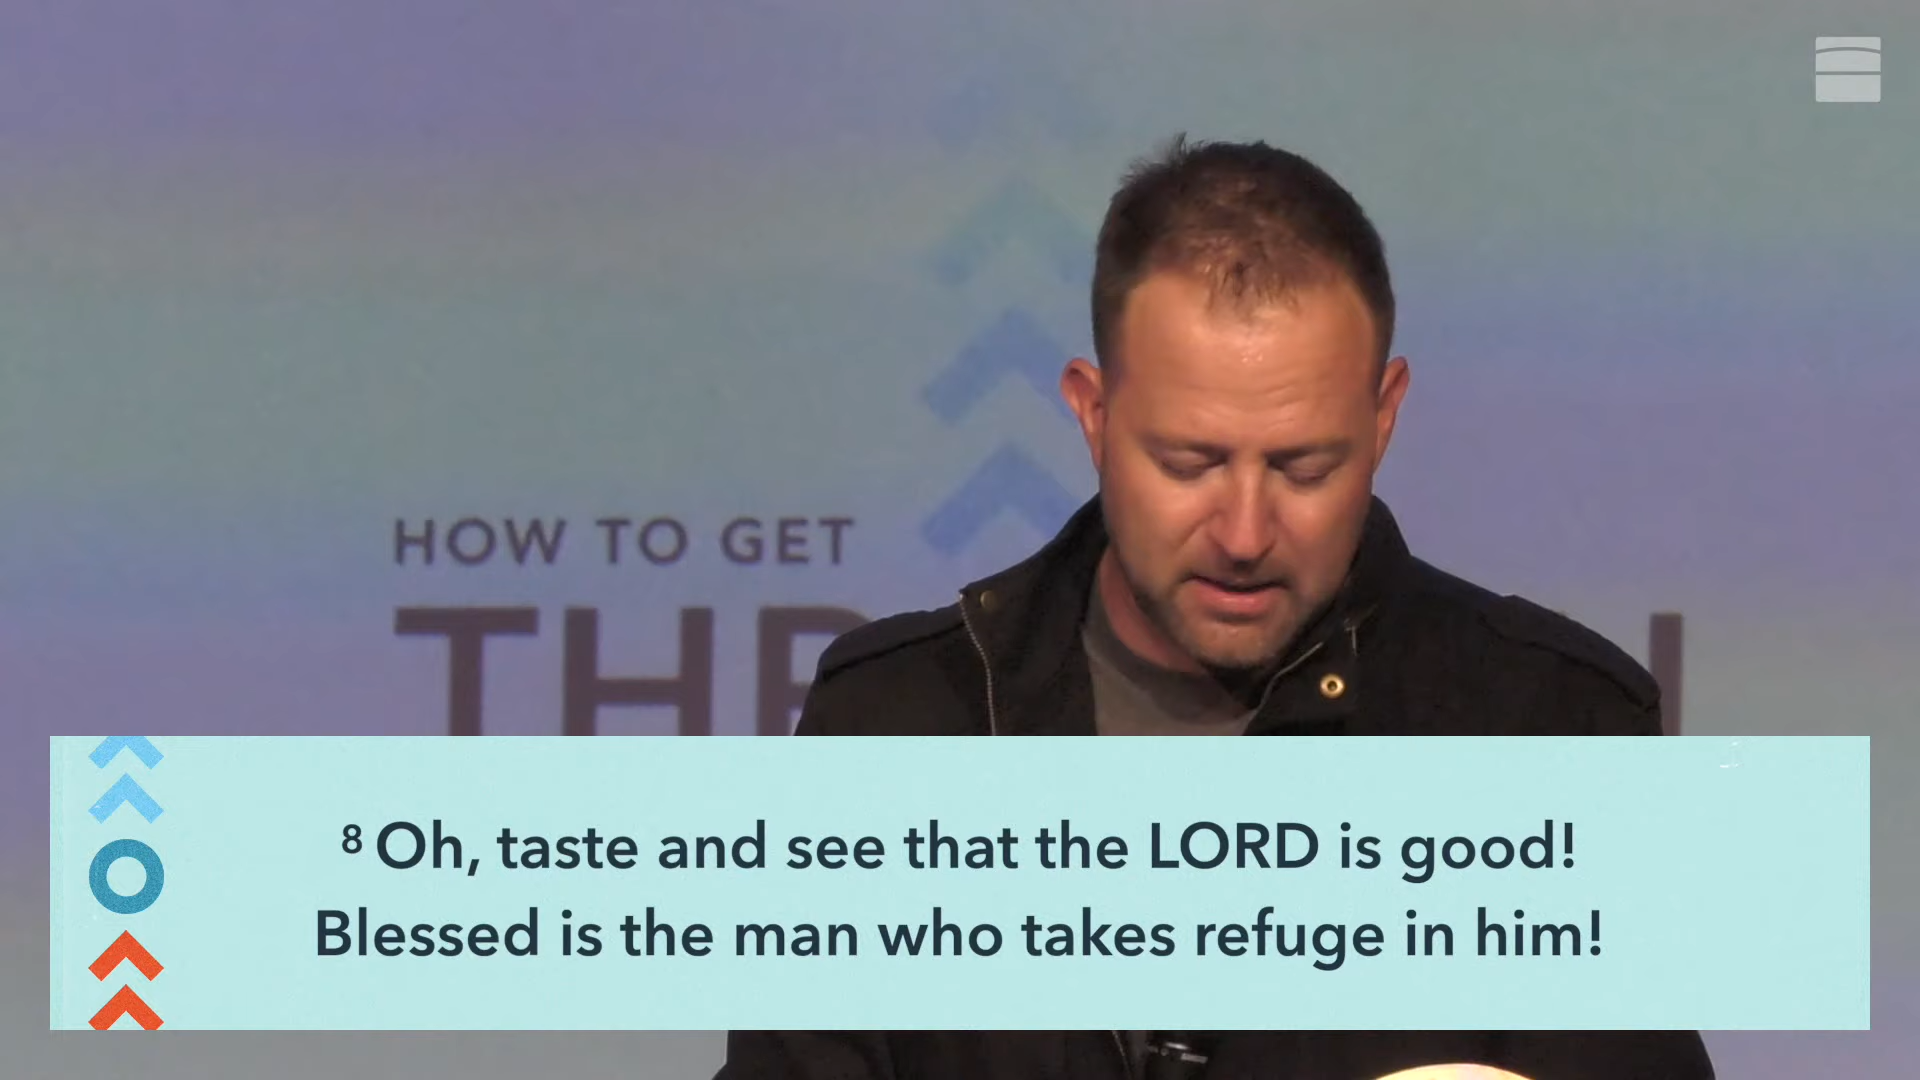 HOW TO GET
8 Oh, taste and see that the LORD is good!
Blessed is the man who takes refuge in him!